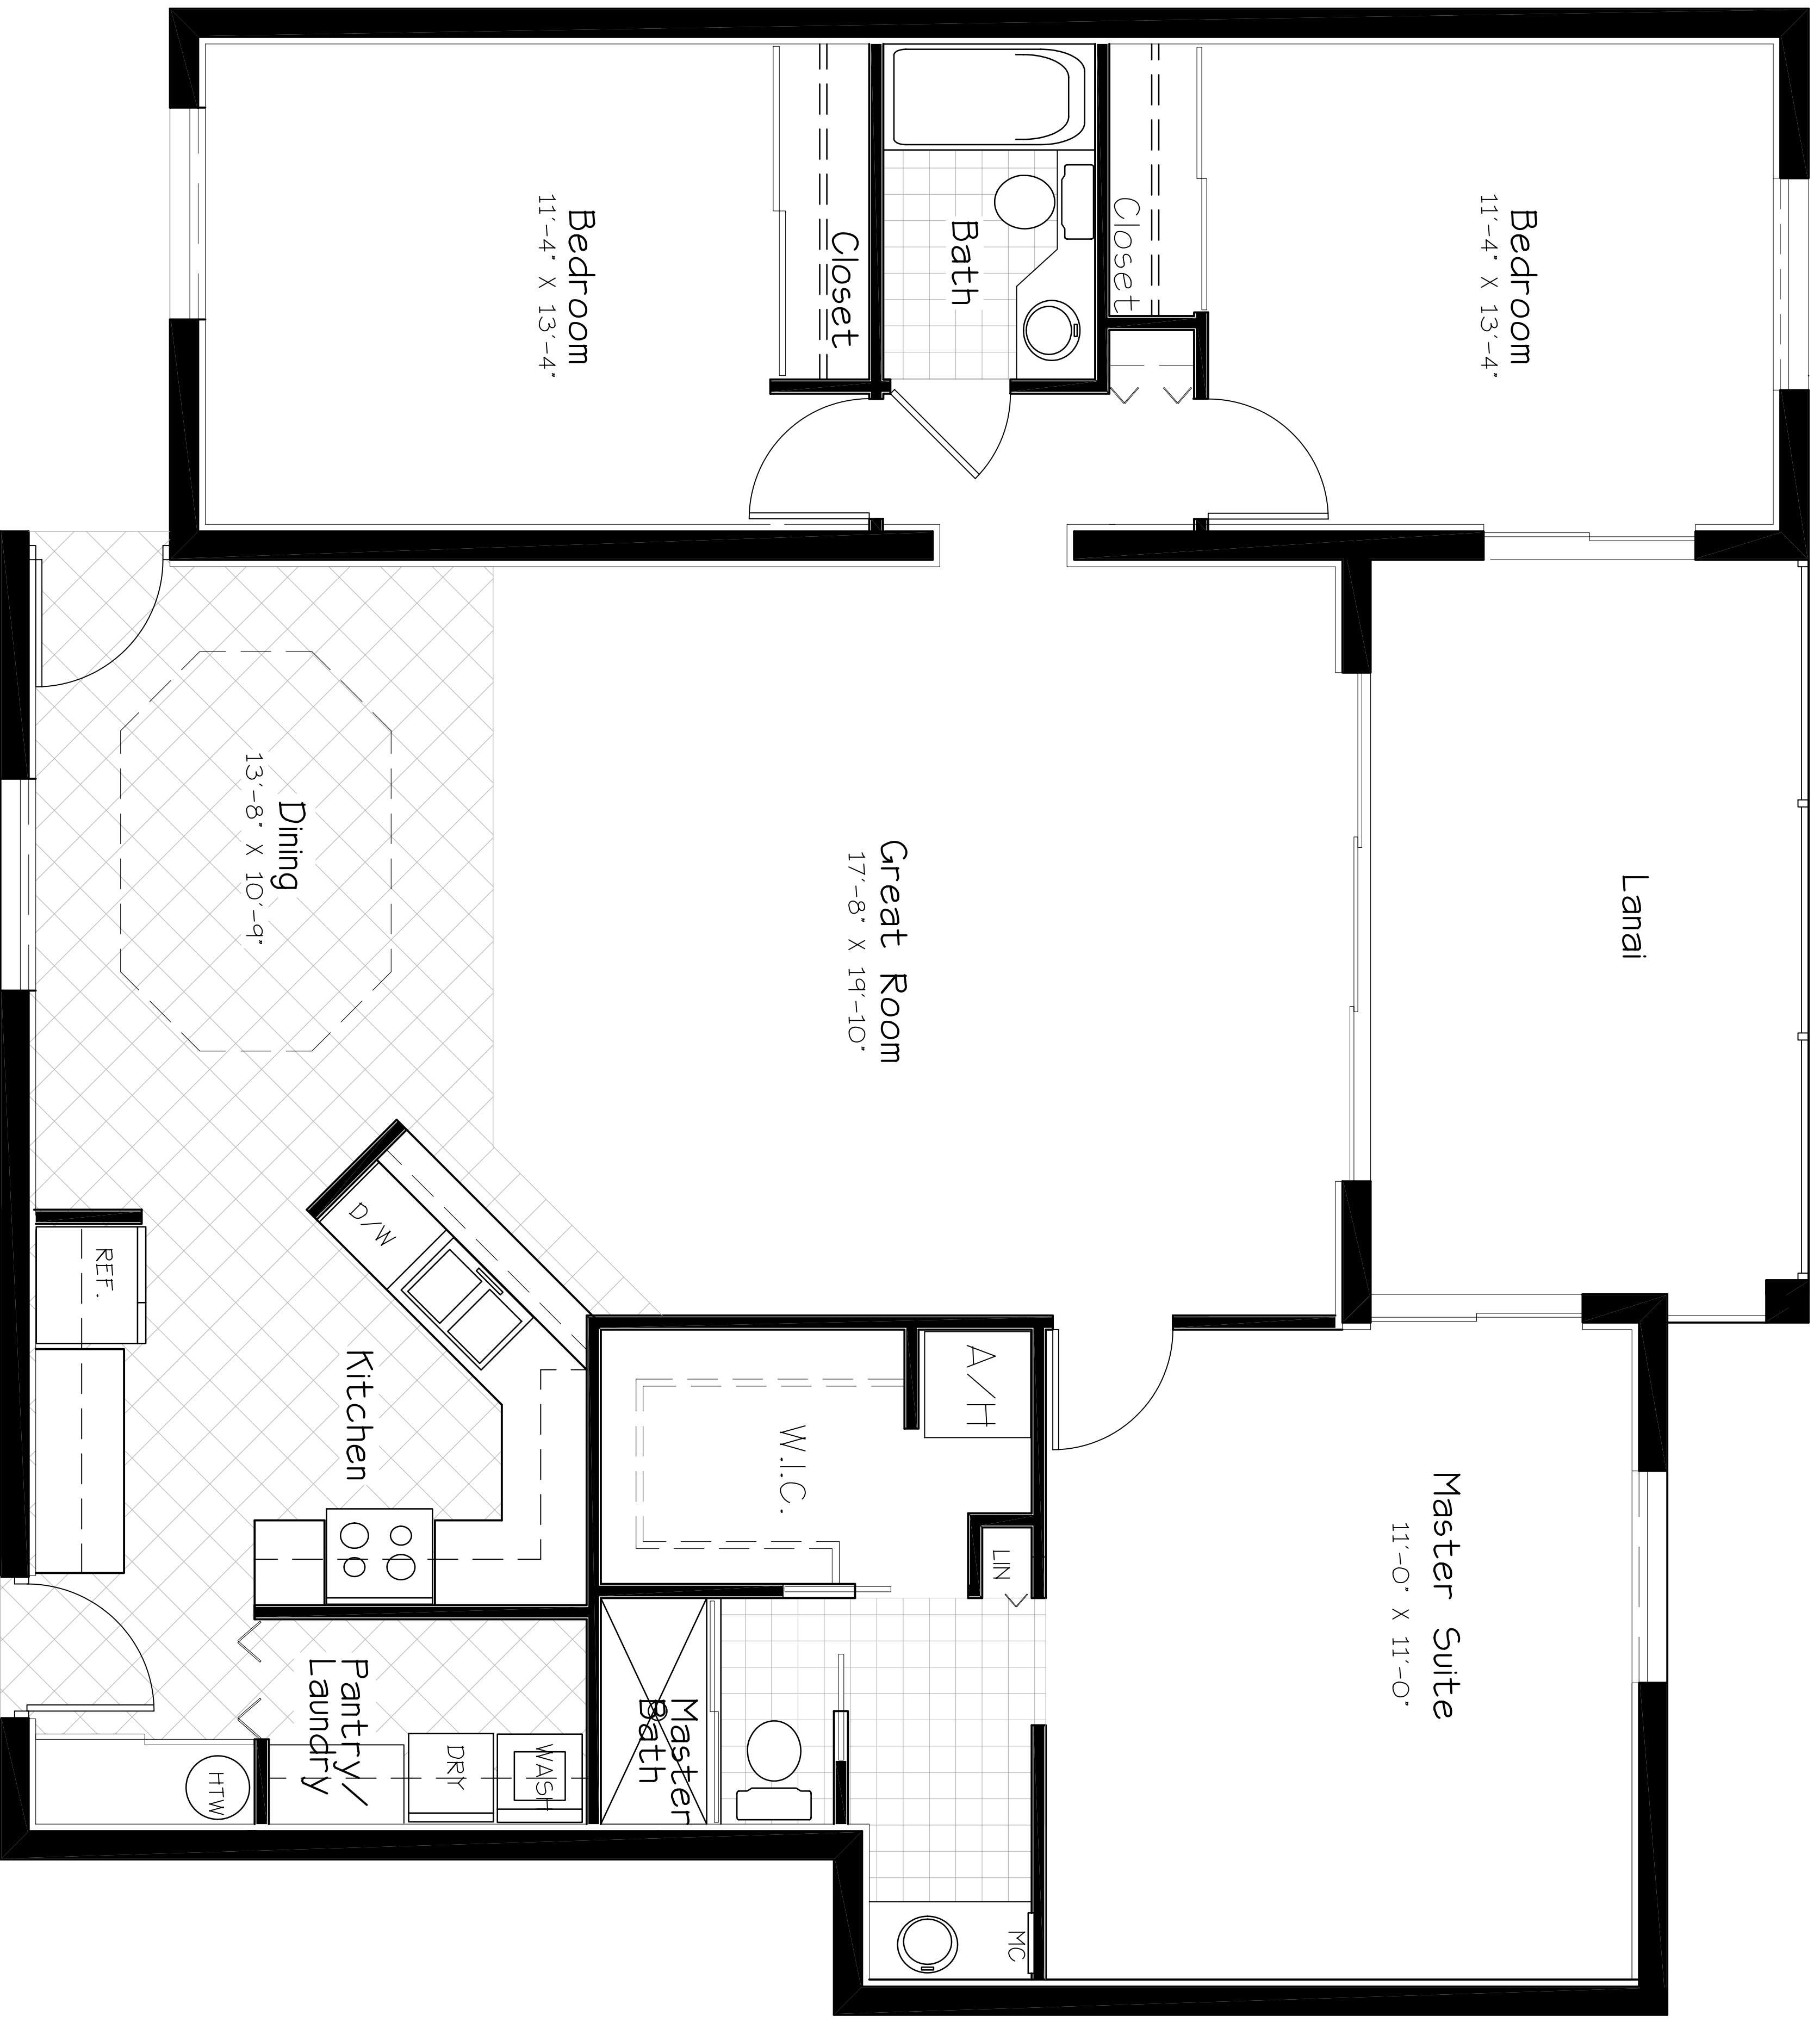 Bedroom
11'-4" X 13'-4"
Closet
Bath
Closet
Bedroom
11'-4" X 13'-4"
Lanai
Great Room
17'-8" X 19'-10"
Dining
13'-8" X 10'-9"
Master Suite
11'-0" X 11'-0"
A/H
W.I.C.
LIN
D/W
REF.
Kitchen
Master
Bath
Pantry/
Laundry
WASH
DRY
HTW
MC